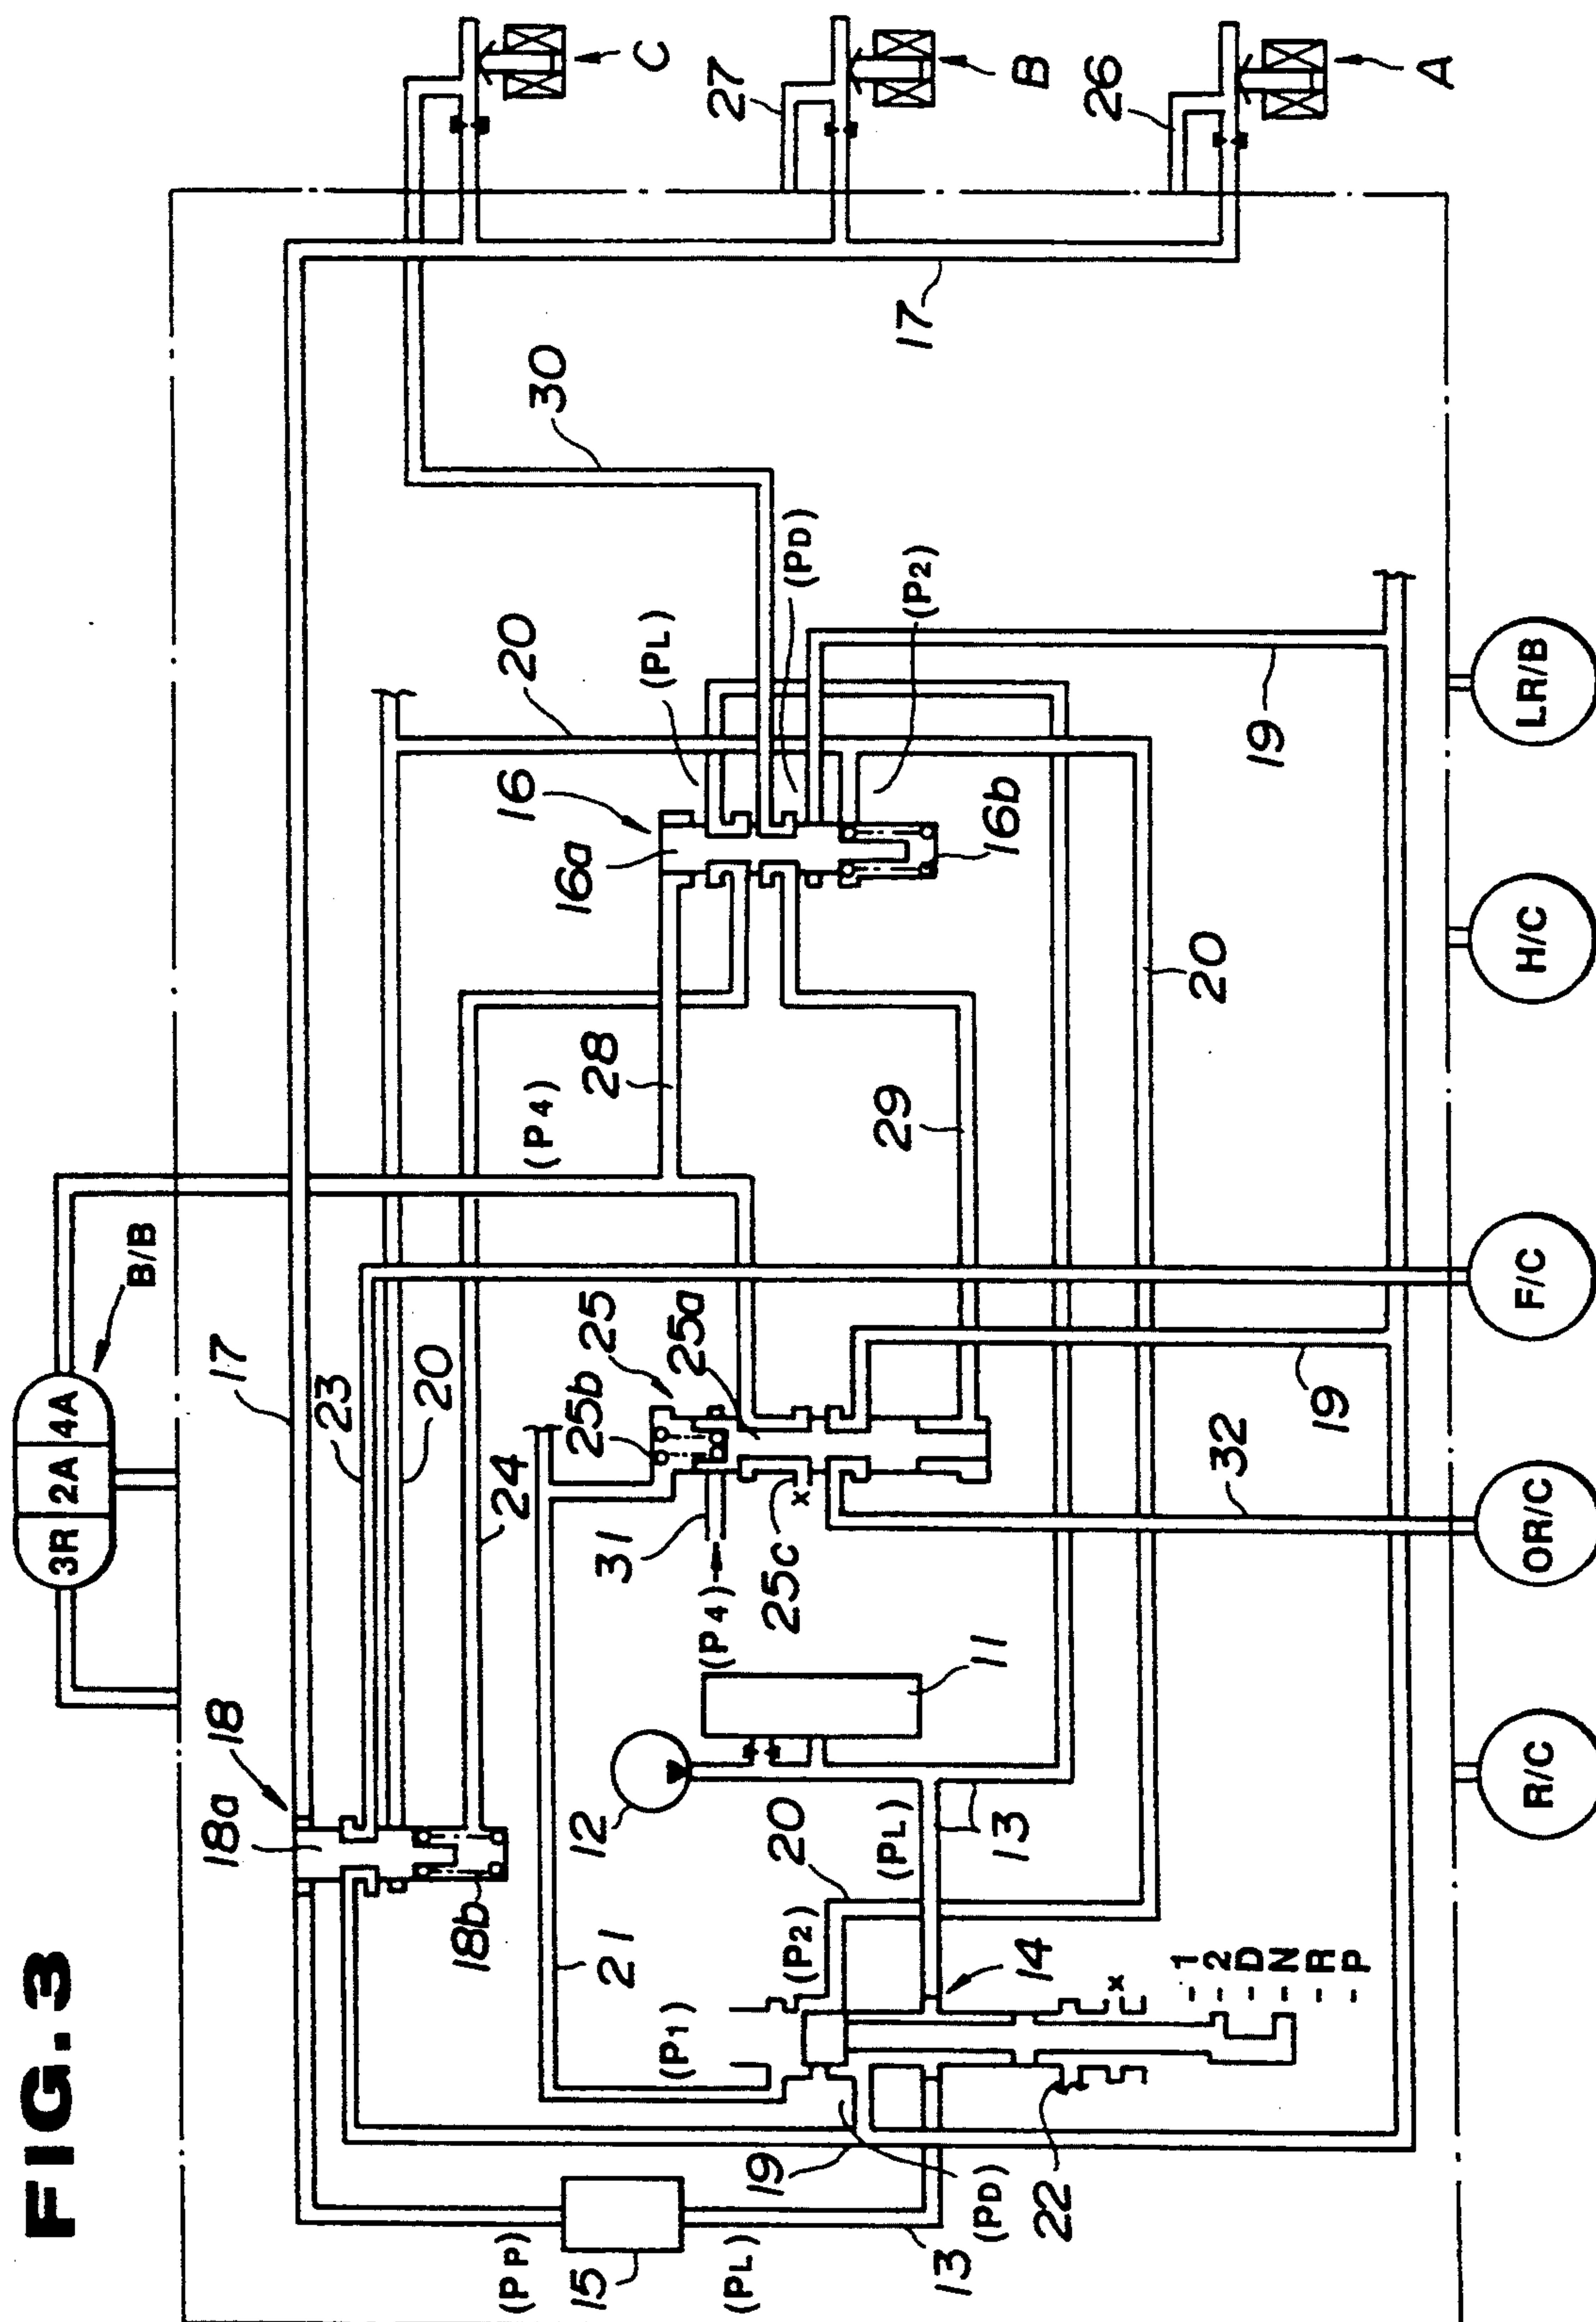 FIG.3
3R 2A 4A
B/B
17
23
20
24
18
18a
18b
21
12
11
31
(P4)
25
25a
25b
25c
(P4)
28
29
16
16a
16b
20
(PL)
(PD)
(P2)
30
17
27
26
C
B
A
(PP)
15
(PL)
13
19
(PD)
22
(P1)
(P2)
20
(PL)
13
14
x
x
1
2
D
N
R
P
32
19
20
19
R/C
OR/C
F/C
H/C
LR/B